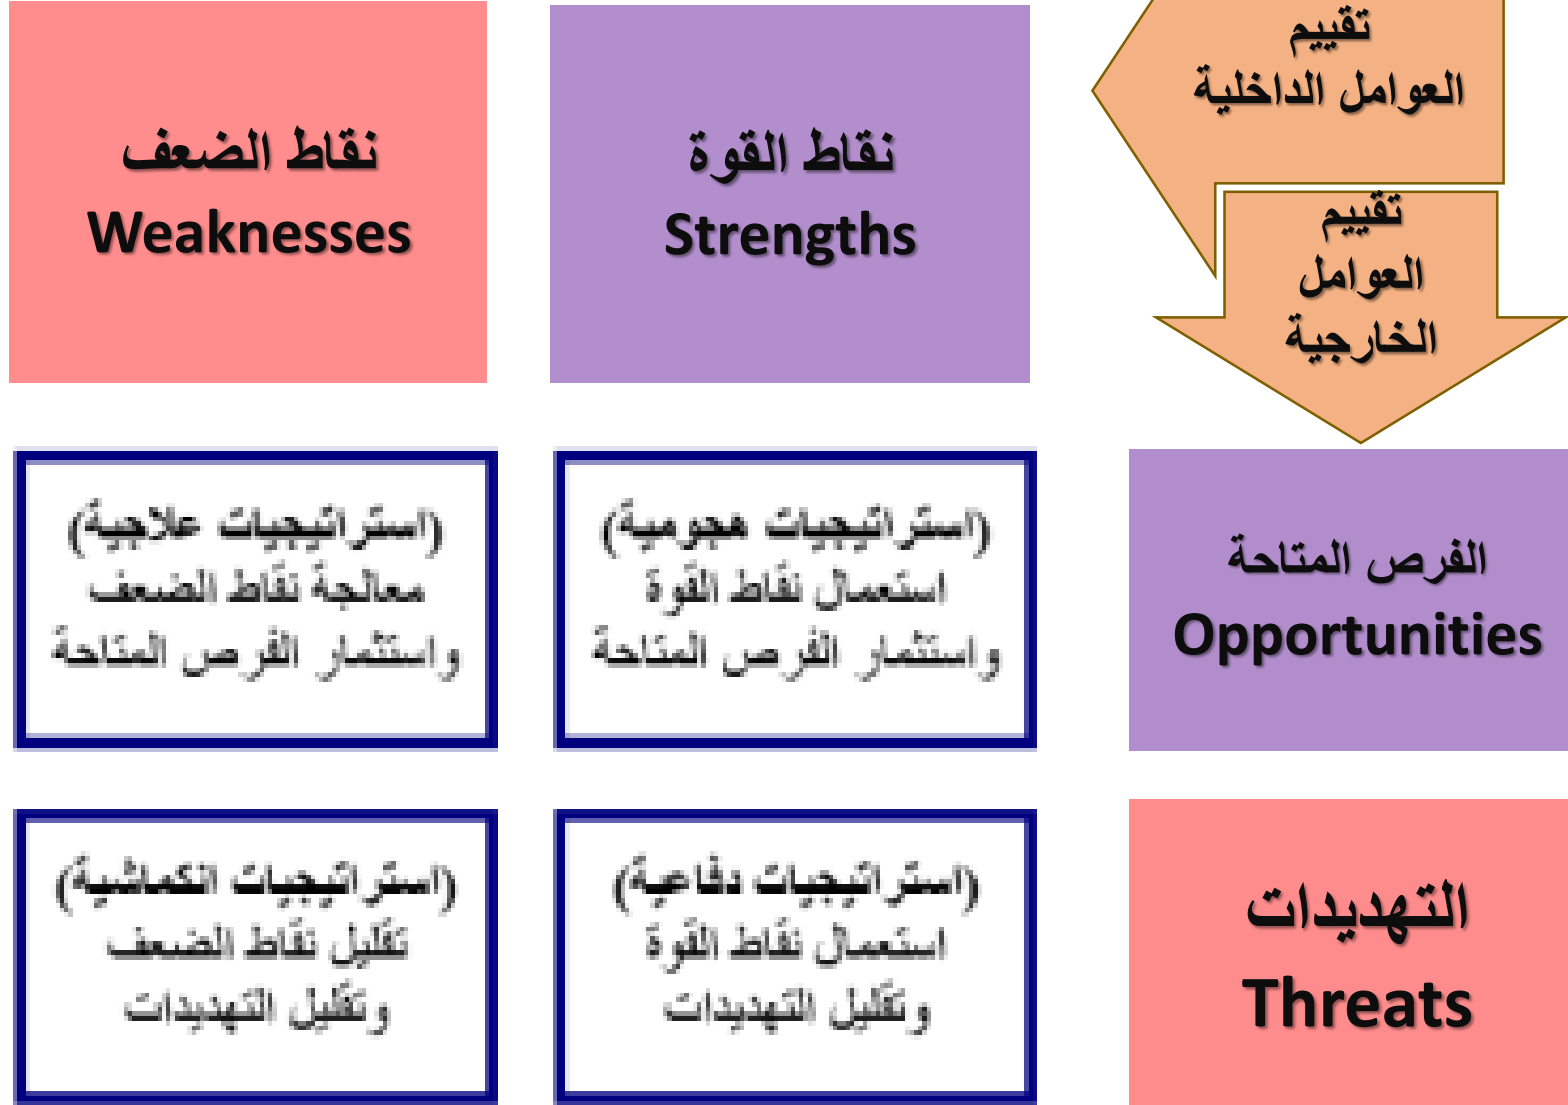 تقييم
العوامل الداخلية
نقاط القوة
Strengths
نقاط الضعف
Weaknesses
تقييم
العوامل
الخارجية
الفرص المتاحة
Opportunities
(استراتيجيات هجومية)
استعمال نقاط القوة
واستثمار الفرص المتاحة
(استراتيجيات علاجية)
معالجة نقاط الضعف
واستثمار الفرص المتاحة
التهديدات
Threats
(استراتيجيات دفاعية)
استعمال نقاط القوة
وتقليل التهديدات
(استراتيجيات انكماشية)
تقليل نقاط الضعف
وتقليل التهديدات